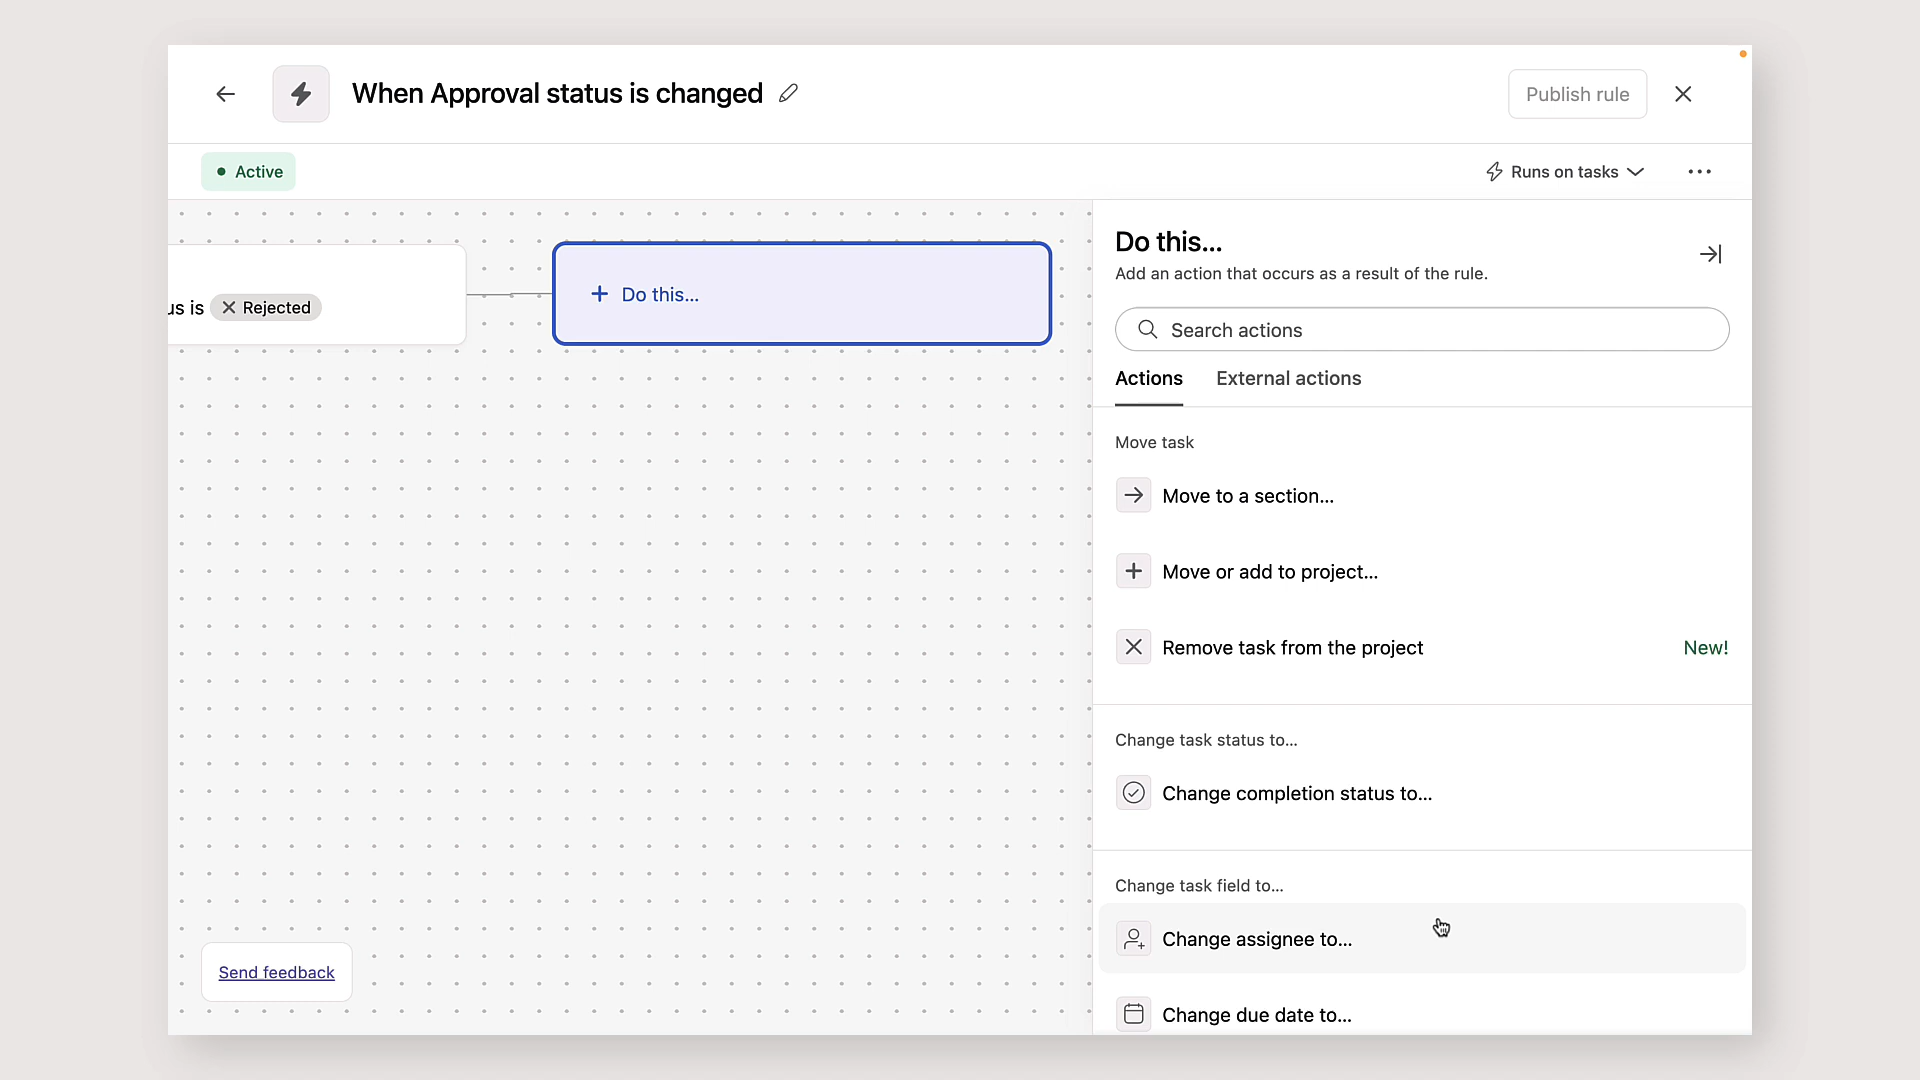 When Approval status is changed
Publish rule
Active
Runs on tasks
us is Rejected
Do this...
Do this...
Add an action that occurs as a result of the rule.
Search actions
Actions
External actions
Move task
Move to a section...
Move or add to project...
Remove task from the project
New!
Change task status to...
Change completion status to...
Change task field to...
Change assignee to...
Change due date to...
Send feedback